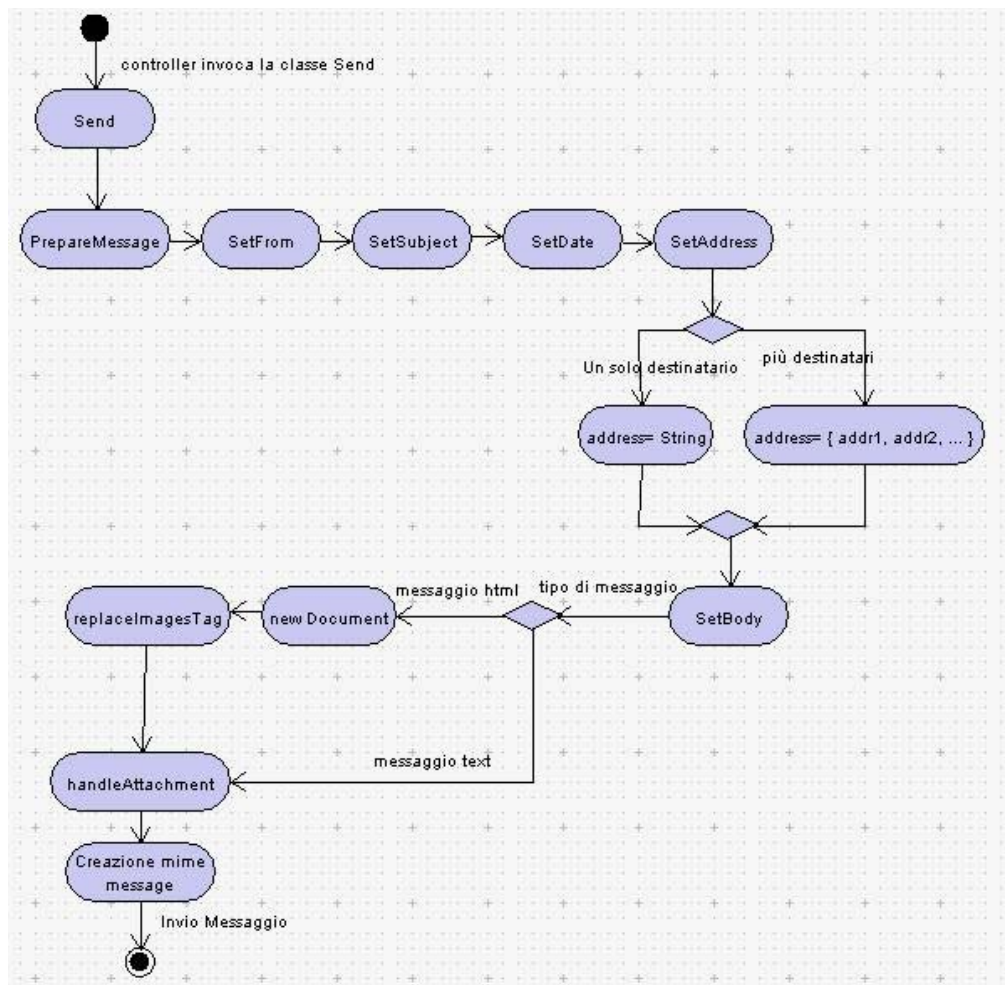 controller invoca la classe Send
Send
PrepareMessage
SetFrom
SetSubject
SetDate
SetAddress
Un solo destinatario
più destinatari
address= String
address= { addr1, addr2, ... }
SetBody
tipo di messaggio
messaggio html
new Document
replaceImagesTag
messaggio text
handleAttachment
Creazione mime
message
Invio Messaggio